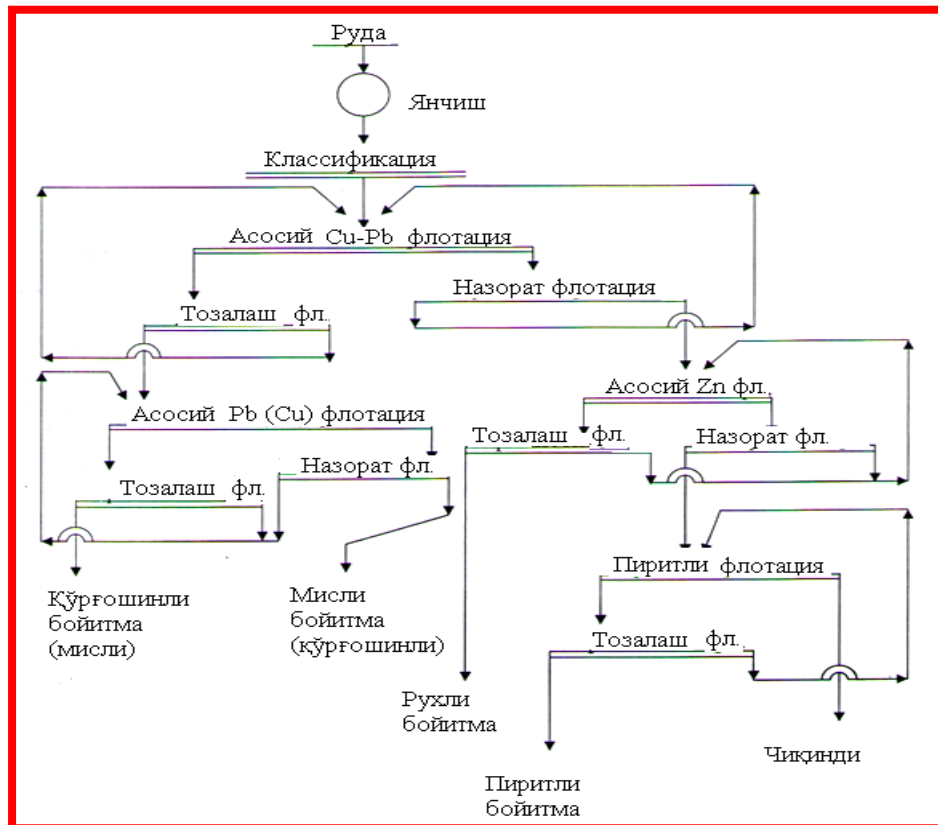 Руда
Янчиш
Классификация
Асосий Cu-Pb флотация
Назорат флотация
Тозалаш фл.
Асосий Zn фл.
Асосий Pb (Cu) флотация
Тозалаш фл.
Назорат фл.
Назорат фл.
Тозалаш фл.
Пиритли флотация
Қўрғошинли
бойитма
(мисли)
Мисли
бойитма
(қўрғошинли)
Тозалаш фл.
Рухли
бойитма
Чиқинди
Пиритли
бойитма